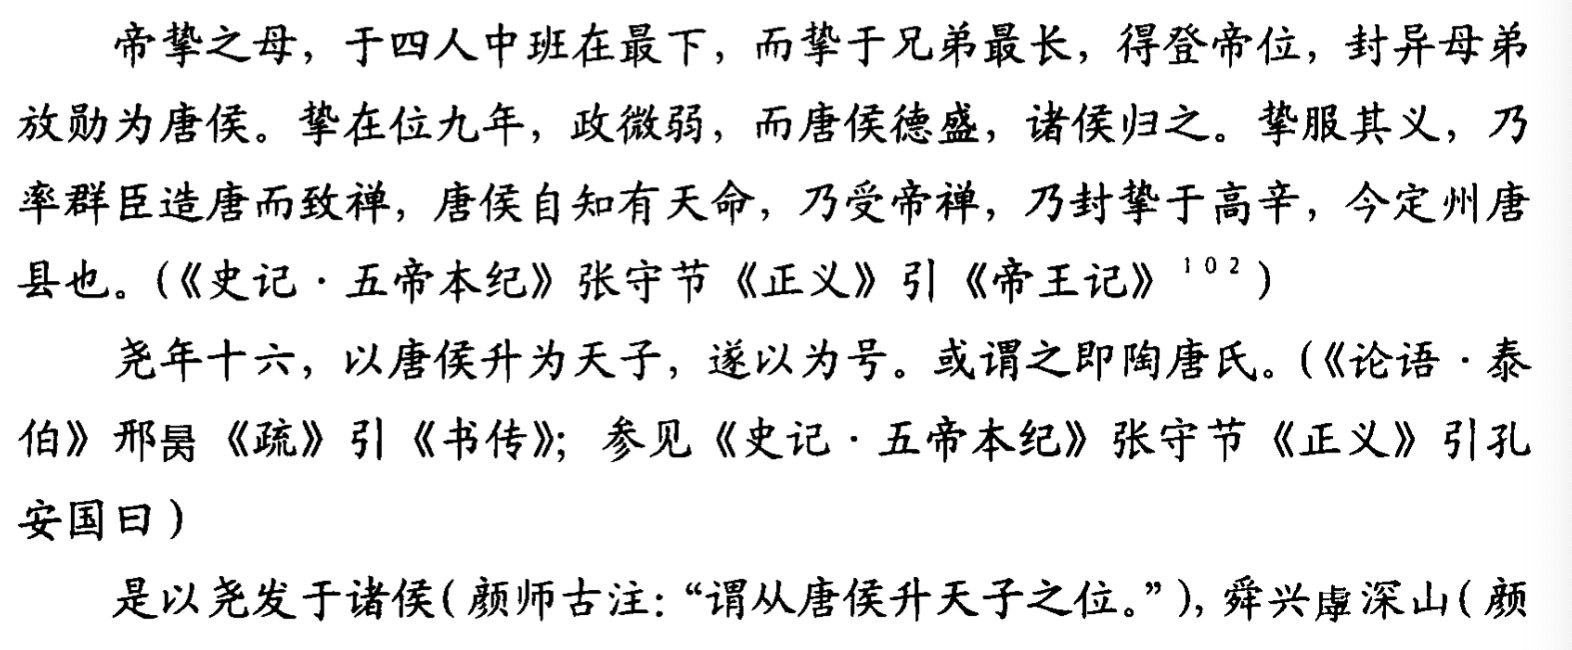 帝挚之母，于四人中班在最下，而挚于兄弟最长，得登帝位，封异母弟
放勋为唐侯。挚在位九年，政微弱，而唐侯德盛，诸侯归之。挚服其义，乃
率群臣造唐而致禅，唐侯自知有天命，乃受帝禅，乃封挚于高辛，今定州唐
县也。(《史记·五帝本纪》张守节《正义》引《帝王记》102)
尧年十六，以唐侯升为天子，遂以为号。或谓之即陶唐氏。(《论语·泰
伯》邢昺《疏》引《书传》；参见《史记·五帝本纪》张守节《正义》引孔
安国曰)
是以尧发于诸侯(颜师古注：“谓从唐侯升天子之位。”)，舜兴虖深山(颜